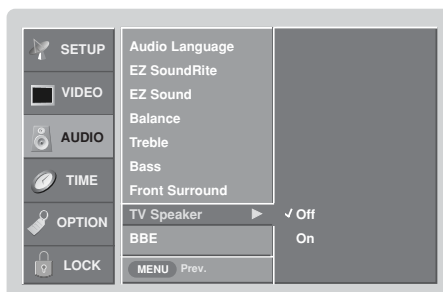 SETUP
VIDEO
AUDIO
TIME
OPTION
LOCK
Audio Language
EZ SoundRite
EZ Sound
Balance
Treble
Bass
Front Surround
TV Speaker ▶
BBE
MENU Prev.
✓ Off
On